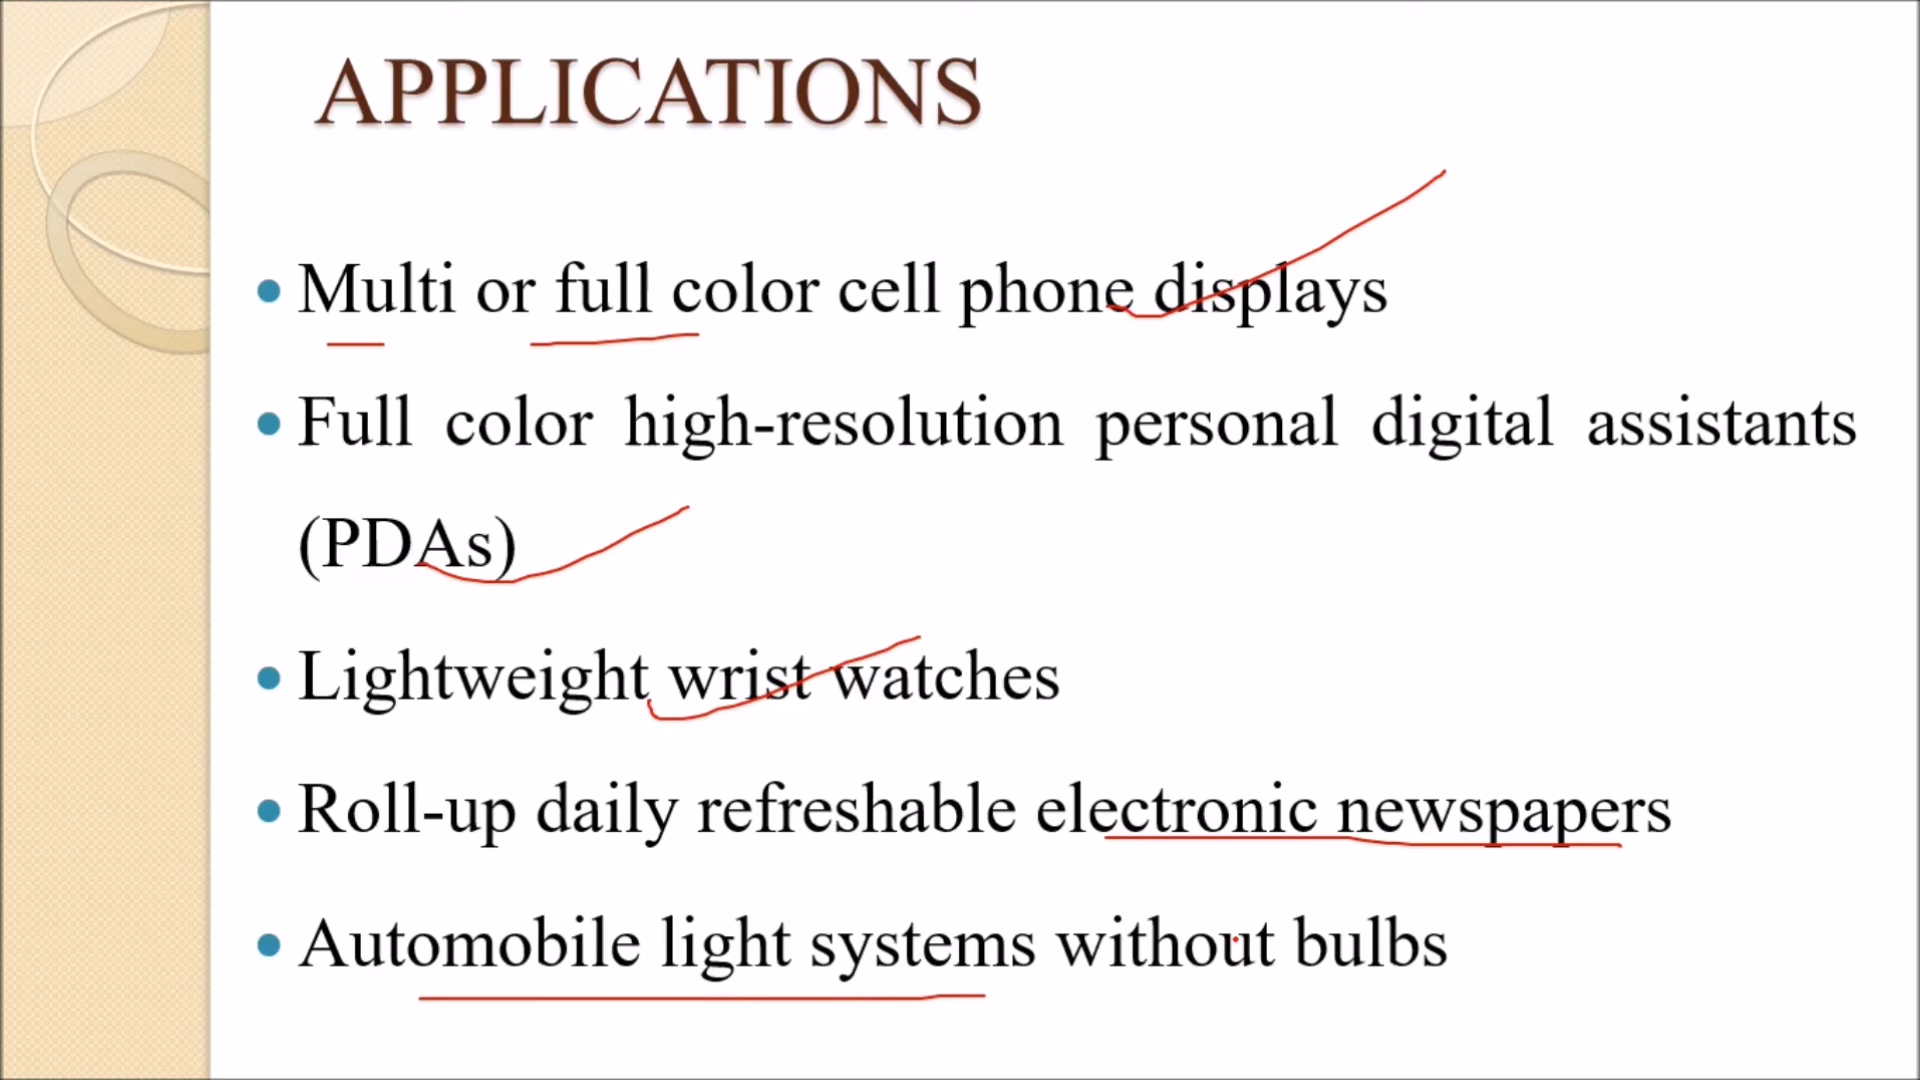 APPLICATIONS
• Multi or full color cell phone displays
• Full color high-resolution personal digital assistants
(PDAs)
• Lightweight wrist watches
• Roll-up daily refreshable electronic newspapers
• Automobile light systems without bulbs